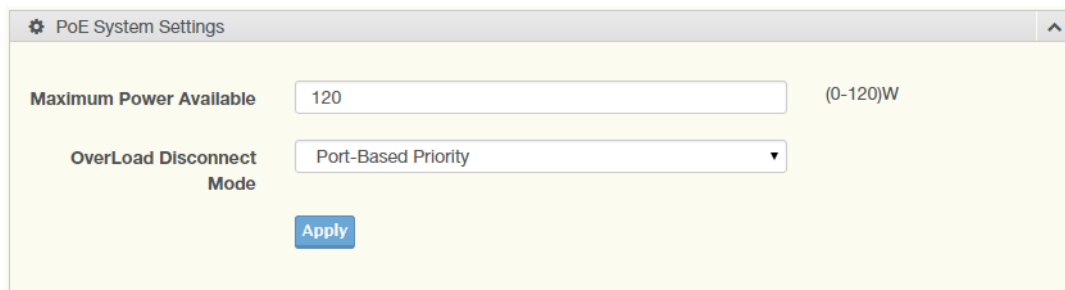 PoE System Settings
Maximum Power Available
120
(0-120)W
OverLoad Disconnect
Mode
Port-Based Priority
Apply